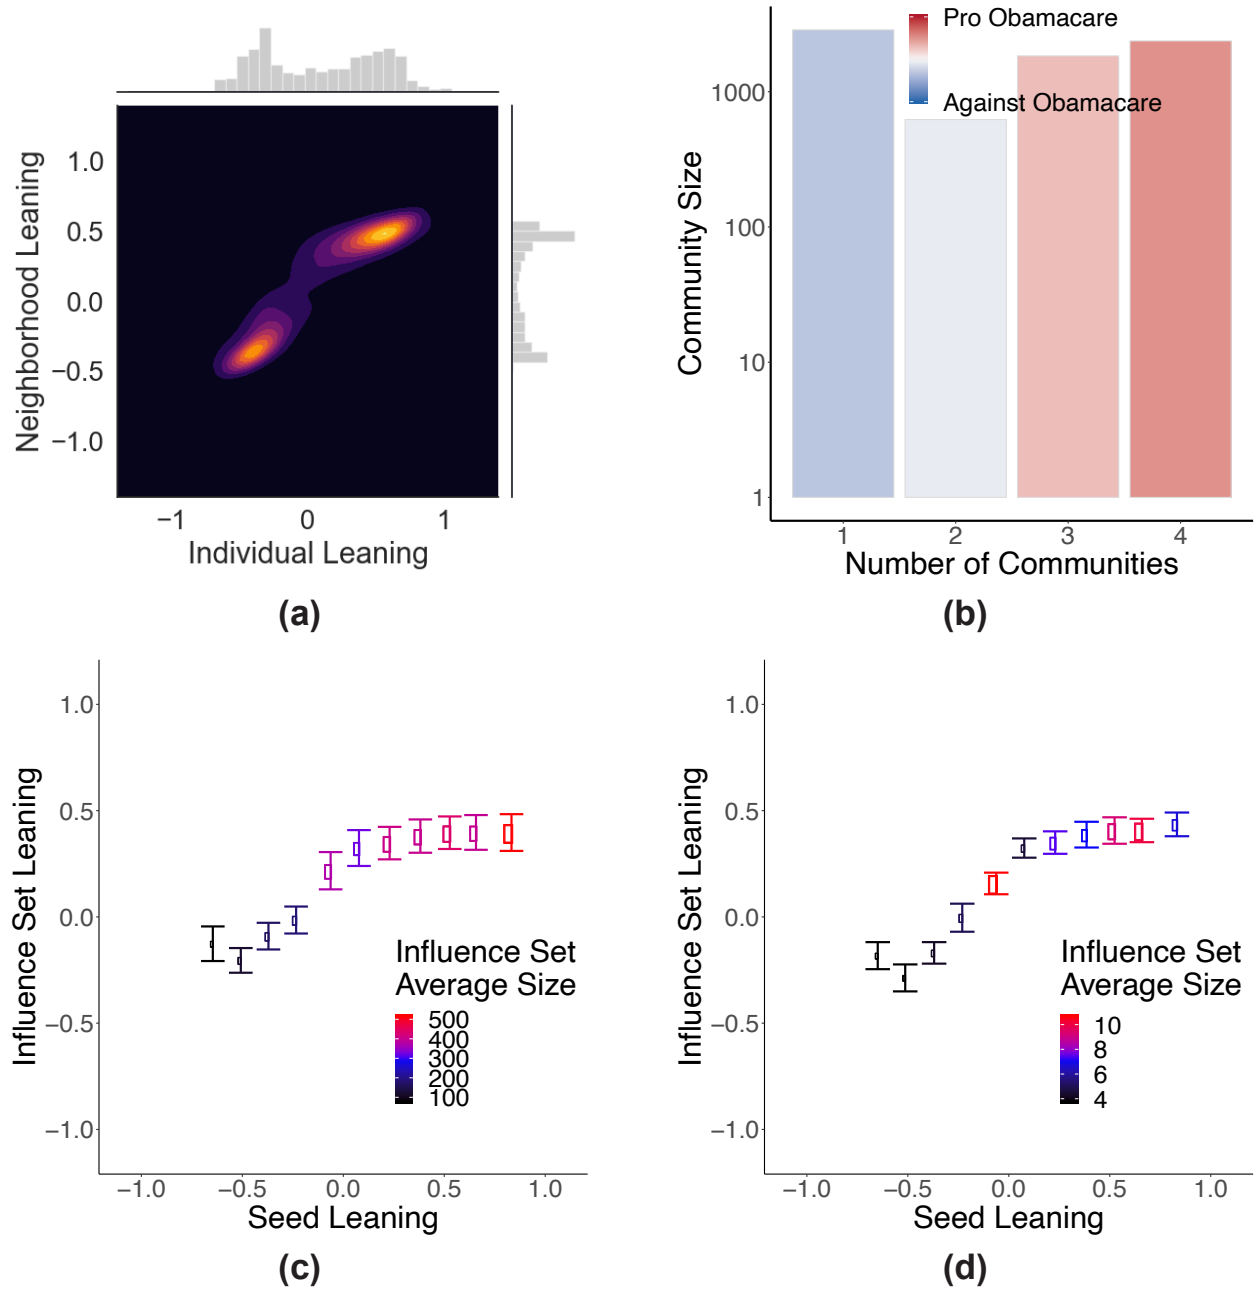 1.0
0.5
0.0
−0.5
−1.0
Neighborhood Leaning
−1 0 1
Individual Leaning
(a)
Pro Obamacare
Against Obamacare
1000
100
10
1
Community Size
1 2 3 4
Number of Communities
(b)
1.0
0.5
0.0
−0.5
−1.0
Influence Set Leaning
Influence Set
Average Size
500
400
300
200
100
−1.0 −0.5 0.0 0.5 1.0
Seed Leaning
(c)
1.0
0.5
0.0
−0.5
−1.0
Influence Set Leaning
Influence Set
Average Size
10
8
6
4
−1.0 −0.5 0.0 0.5 1.0
Seed Leaning
(d)